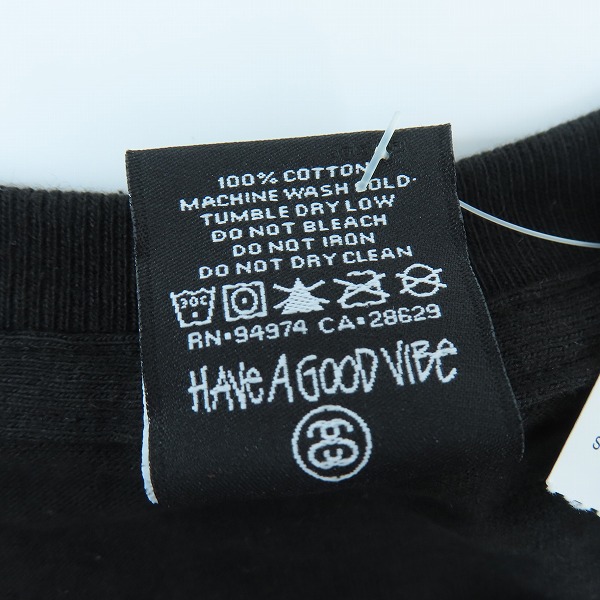 100% COTTON
MACHINE WASH COLD
TUMBLE DRY LOW
DO NOT BLEACH
DO NOT IRON
DO NOT DRY CLEAN
30C
RN•94974 CA•28629
HAVE A GOOD VIBE
S